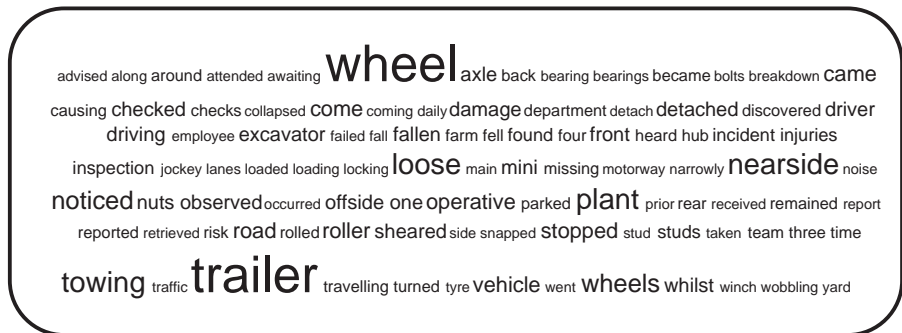 advised along around attended awaiting wheel axle back bearing bearings became bolts breakdown came
causing checked checks collapsed come coming daily damage department detach detached discovered driver
driving employee excavator failed fall fallen farm fell found four front heard hub incident injuries
inspection jockey lanes loaded loading locking loose main mini missing motorway narrowly nearside noise
noticed nuts observed occurred offside one operative parked plant prior rear received remained report
reported retrieved risk road rolled roller sheared side snapped stopped stud studs taken team three time
towing traffic trailer travelling turned tyre vehicle went wheels whilst winch wobbling yard